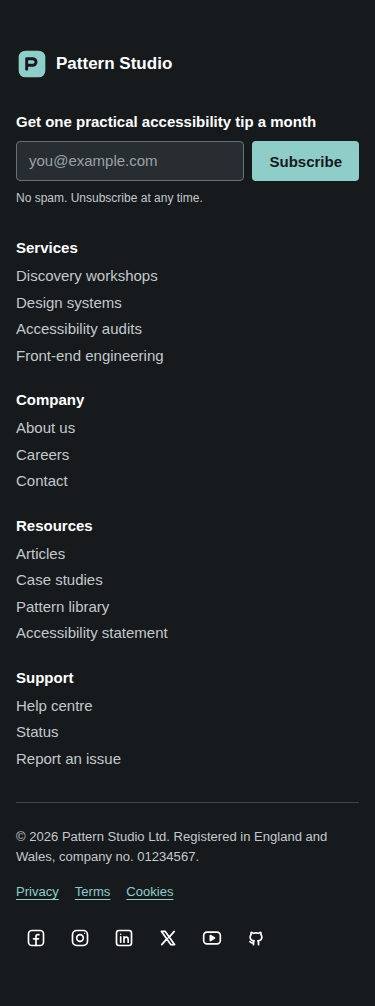 Pattern Studio
Get one practical accessibility tip a month
you@example.com
Subscribe
No spam. Unsubscribe at any time.
Services
Discovery workshops
Design systems
Accessibility audits
Front-end engineering
Company
About us
Careers
Contact
Resources
Articles
Case studies
Pattern library
Accessibility statement
Support
Help centre
Status
Report an issue
© 2026 Pattern Studio Ltd. Registered in England and
Wales, company no. 01234567.
Privacy Terms Cookies